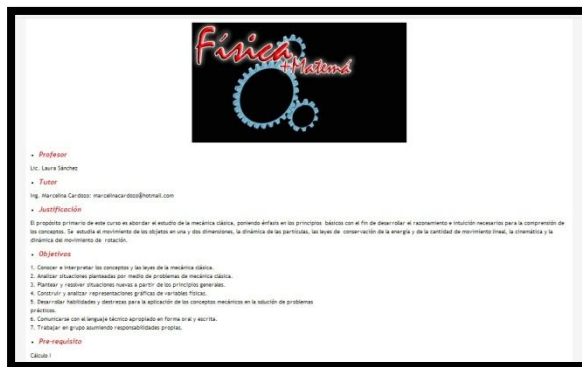 Física
+Matemá
Profesor
Lic. Laura Sánchez
Tutor
Ing. Marcelina Cardozo: marcelinacardozo@hotmail.com
Justificación
El propósito primario de este curso es abordar el estudio de la mecánica clásica, poniendo énfasis en los principios básicos con el fin de desarrollar el razonamiento e intuición necesarios para la comprensión de
los conceptos. Se estudia el movimiento de los objetos en una y dos dimensiones, la dinámica de las partículas, las leyes de conservación de la energía y de la cantidad de movimiento lineal, la cinemática y la
dinámica del movimiento de rotación.
Objetivos
1. Conocer e interpretar los conceptos y las leyes de la mecánica clásica.
2. Analizar situaciones planteadas por medio de problemas de mecánica clásica.
3. Plantear y resolver situaciones nuevas a partir de los principios generales.
4. Construir y analizar representaciones gráficas de variables físicas.
5. Desarrollar habilidades y destrezas para la aplicación de los conceptos mecánicos en la solución de problemas
prácticos.
6. Comunicarse con el lenguaje técnico apropiado en forma oral y escrita.
7. Trabajar en grupo asumiendo responsabilidades propias.
Pre-requisito
Cálculo I